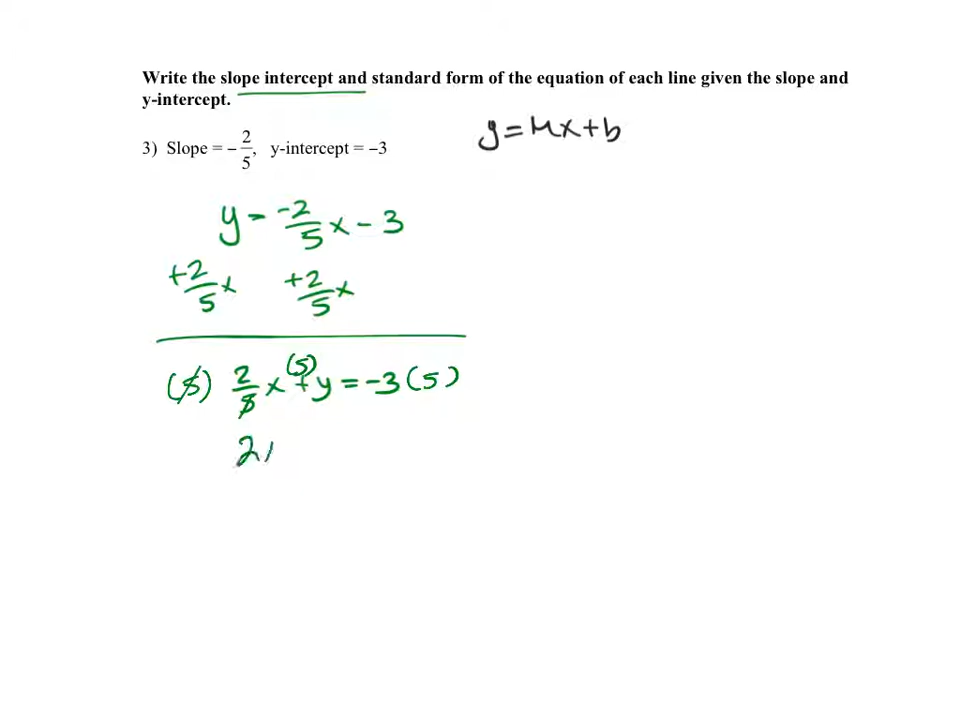 Write the slope intercept and standard form of the equation of each line given the slope and
y-intercept.
y = Mx + b
3) Slope = -2/5, y-intercept = -3
y = -2/5 x - 3
+2/5 x +2/5 x
(5) 2/5 x (5) + y = -3 (5)
2